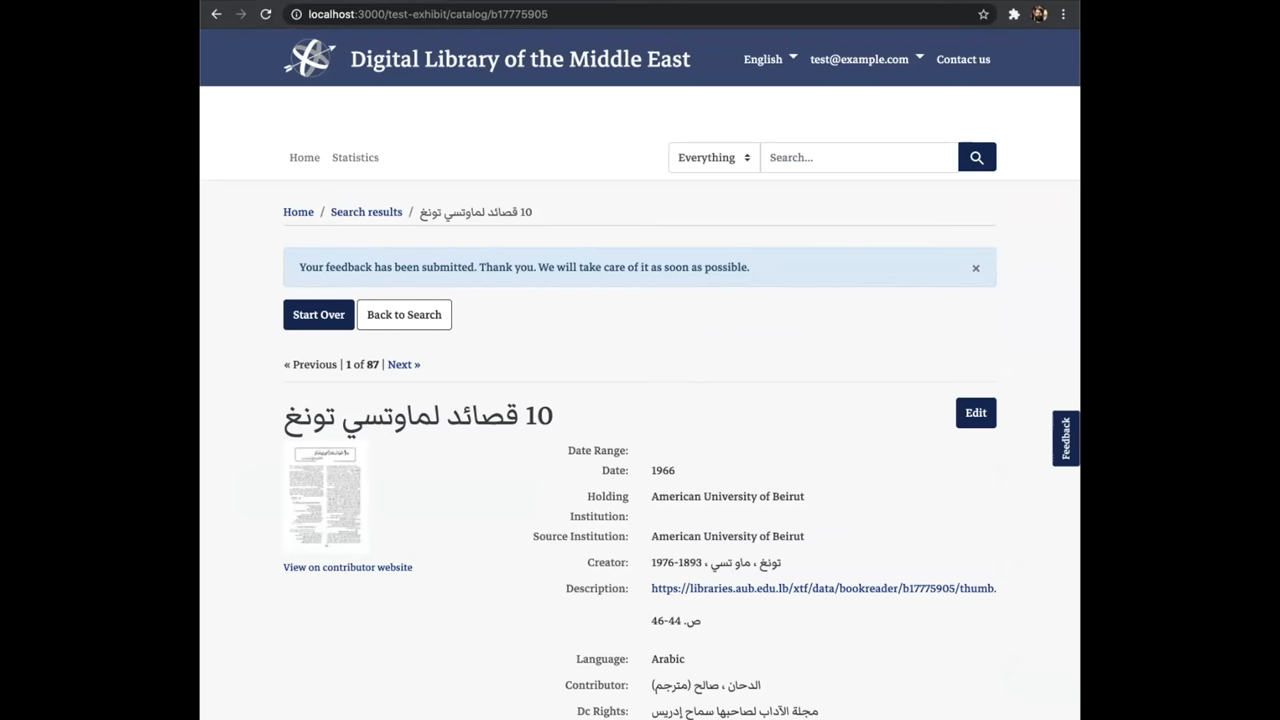 localhost:3000/test-exhibit/catalog/b17775905
Digital Library of the Middle East
English
test@example.com
Contact us
Home
Statistics
Everything
Search...
Home / Search results / 10 قصائد لماوتسي تونغ
Your feedback has been submitted. Thank you. We will take care of it as soon as possible.
×
Start Over
Back to Search
« Previous | 1 of 87 | Next »
10 قصائد لماوتسي تونغ
Edit
Feedback
Date Range:
Date: 1966
Holding Institution: American University of Beirut
Source Institution: American University of Beirut
Creator: تونغ ، ماو تسي ، 1893-1976
View on contributor website
Description: https://libraries.aub.edu.lb/xtf/data/bookreader/b17775905/thumb.
ص. 44-46
Language: Arabic
Contributor: الدحان ، صالح (مترجم)
Dc Rights: مجلة الآداب لصاحبها سماح إدريس